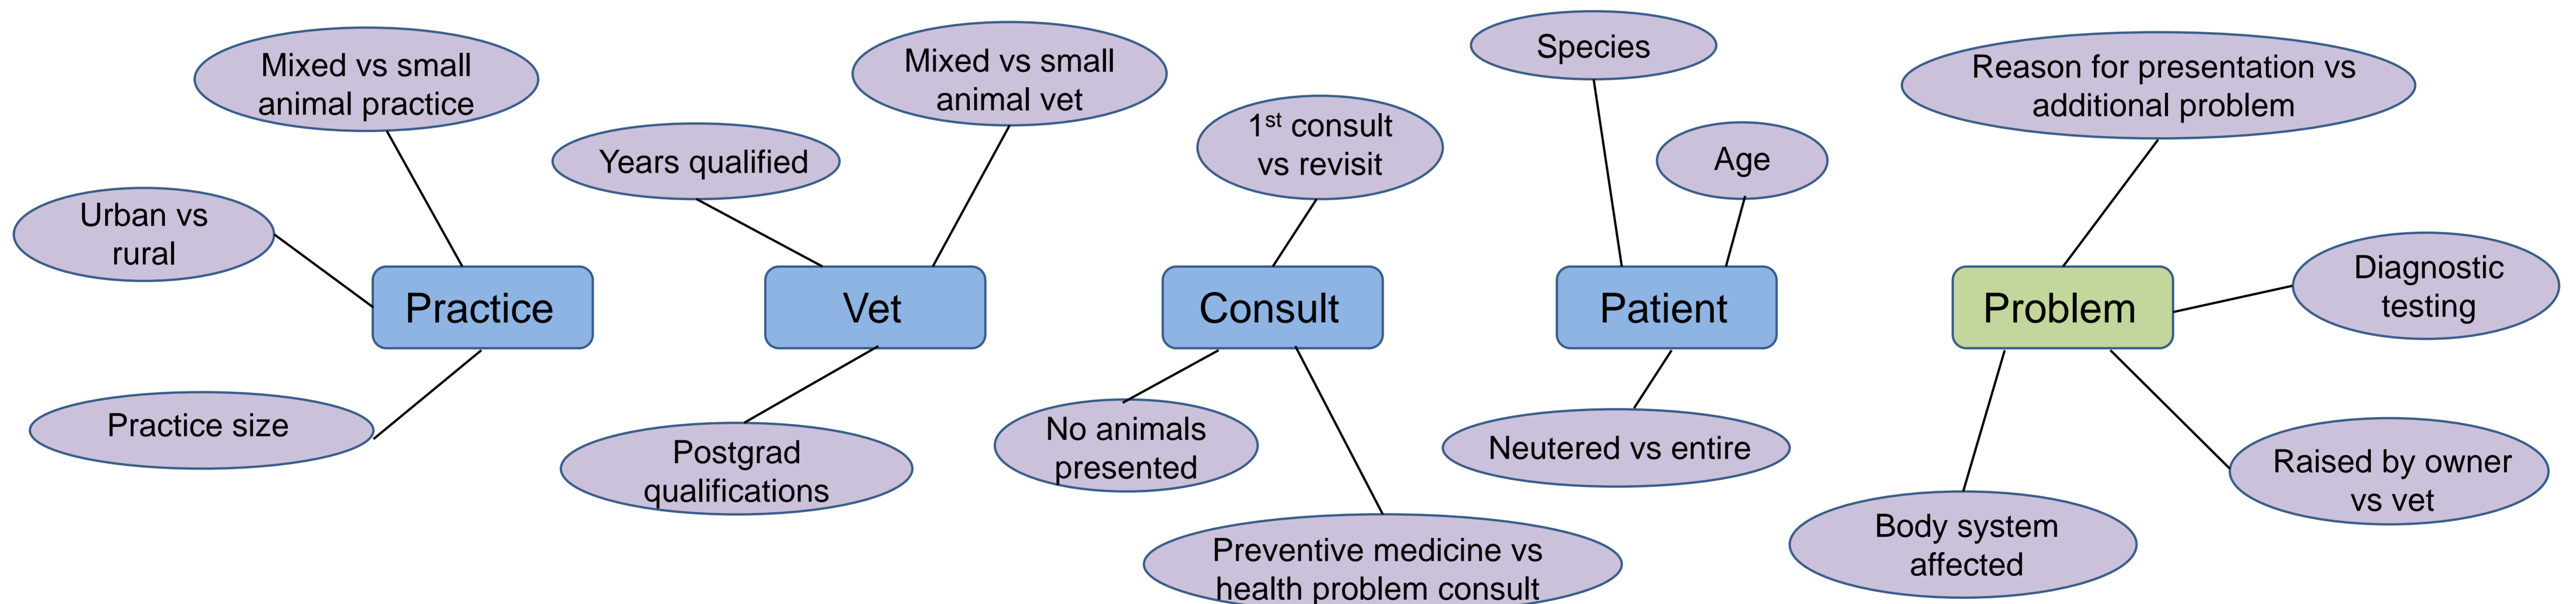 Mixed vs small
animal practice
Urban vs
rural
Practice
Practice size
Years qualified
Mixed vs small
animal vet
Vet
Postgrad
qualifications
1st consult
vs revisit
Consult
No animals
presented
Preventive medicine vs
health problem consult
Species
Age
Patient
Neutered vs entire
Reason for presentation vs
additional problem
Problem
Diagnostic
testing
Body system
affected
Raised by owner
vs vet